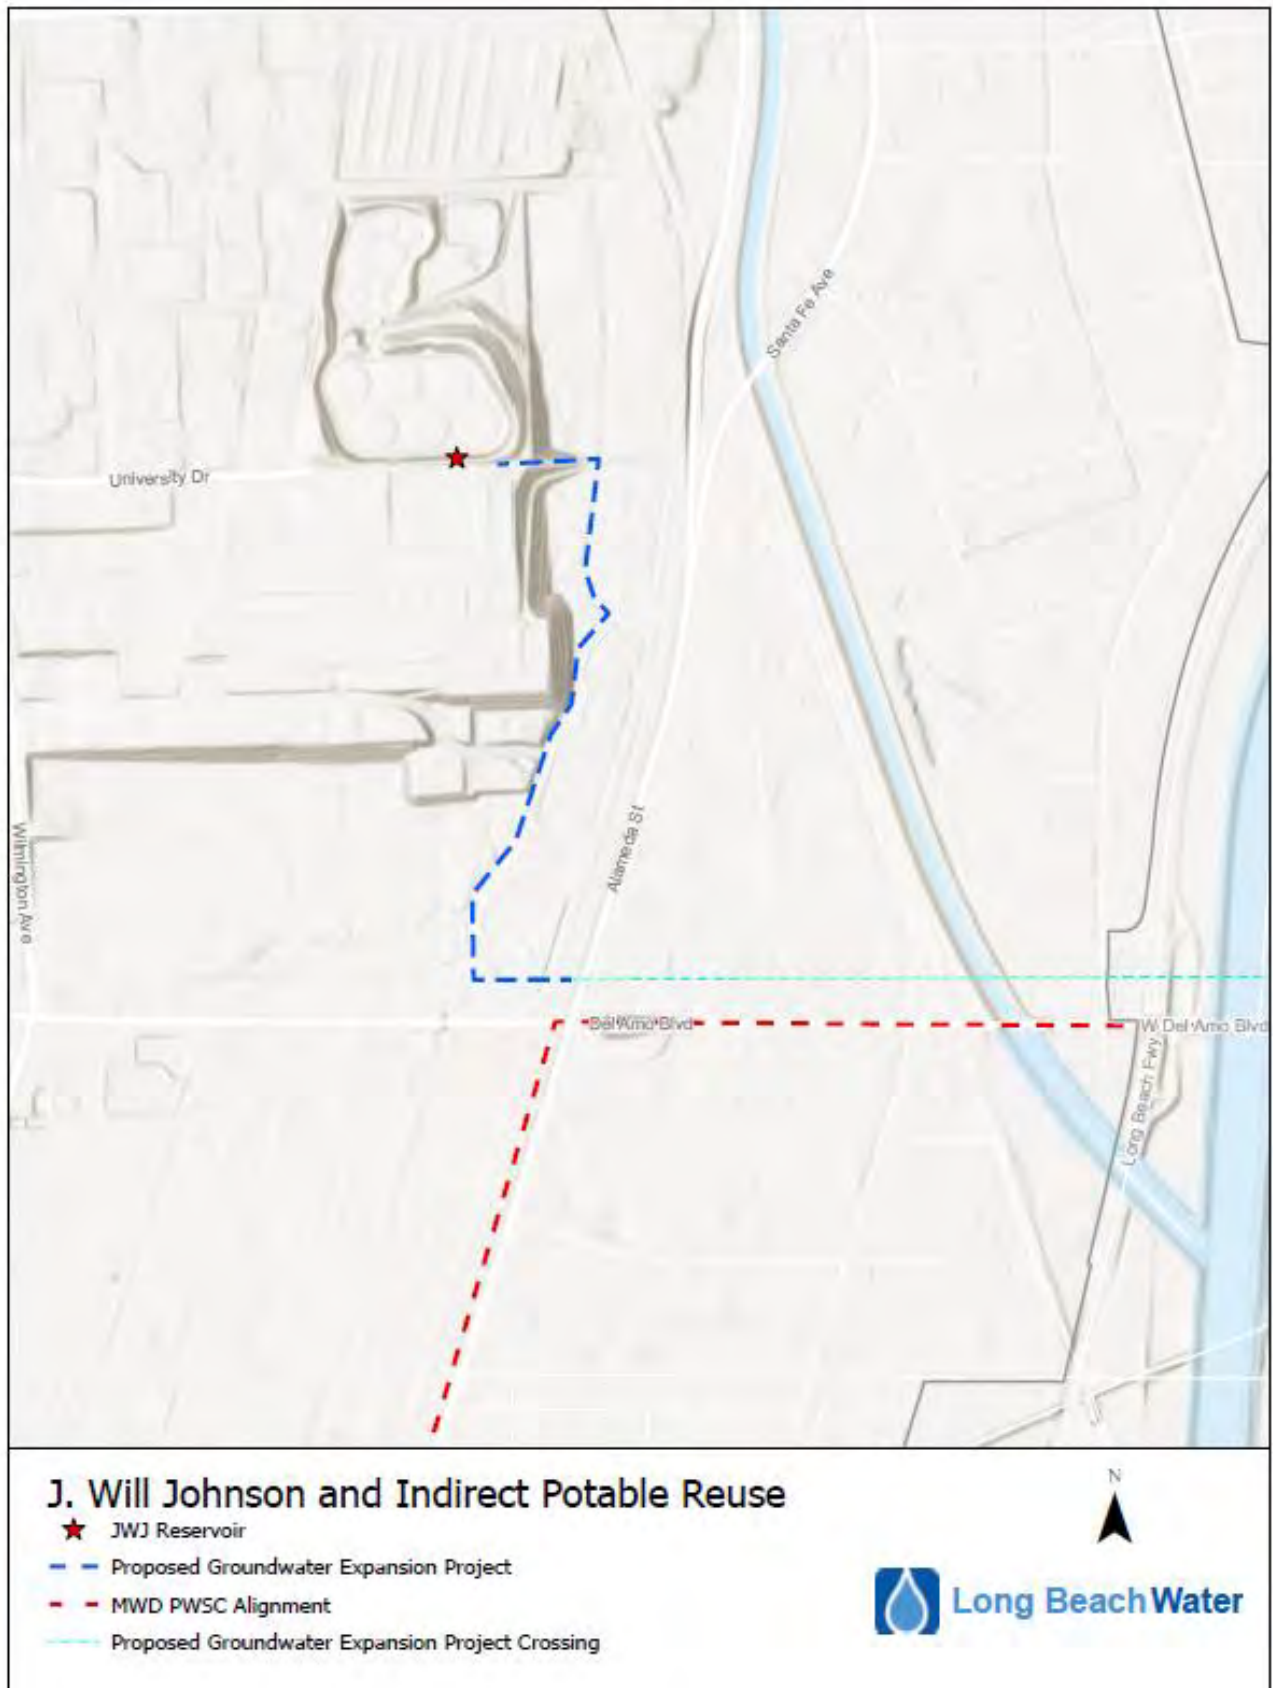 Santa Fe Ave
University Dr
Alameda St
Wilmington Ave
Del Amo Blvd
W Del Amo Blvd
Long Beach Fwy
J. Will Johnson and Indirect Potable Reuse
N
JWJ Reservoir
Proposed Groundwater Expansion Project
MWD PWSC Alignment
Proposed Groundwater Expansion Project Crossing
Long Beach Water